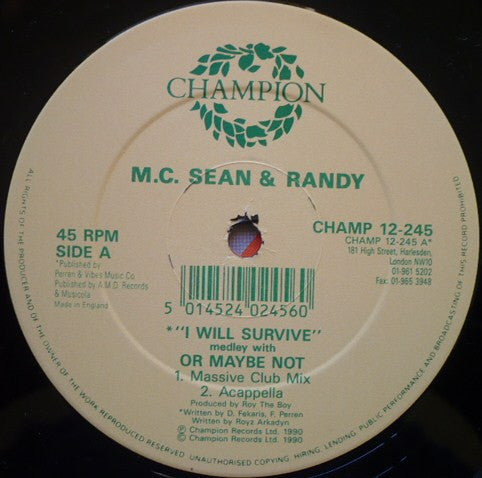 CHAMPION
M.C. SEAN & RANDY
45 RPM
SIDE A
*Published by
Perren & Vibes Music Co
Published by A.M.D. Records
& Musicola
Made in England
CHAMP 12-245
CHAMP 12-245 A*
181 High Street, Harlesden,
London NW10
01-961 5202
Fax: 01-965 3948
5 014524 024560
*"I WILL SURVIVE"
medley with
OR MAYBE NOT
1. Massive Club Mix
2. Acappella
Produced by Roy The Boy
*Written by D. Fekaris, F. Perren
Written by Royz Arkadyn
℗ Champion Records Ltd. 1990
© Champion Records Ltd. 1990
ALL RIGHTS OF THE PRODUCER AND OF THE OWNER OF THE WORK REPRODUCED RESERVED. UNAUTHORISED COPYING, HIRING, LENDING, PUBLIC PERFORMANCE AND BROADCASTING OF THIS RECORD PROHIBITED